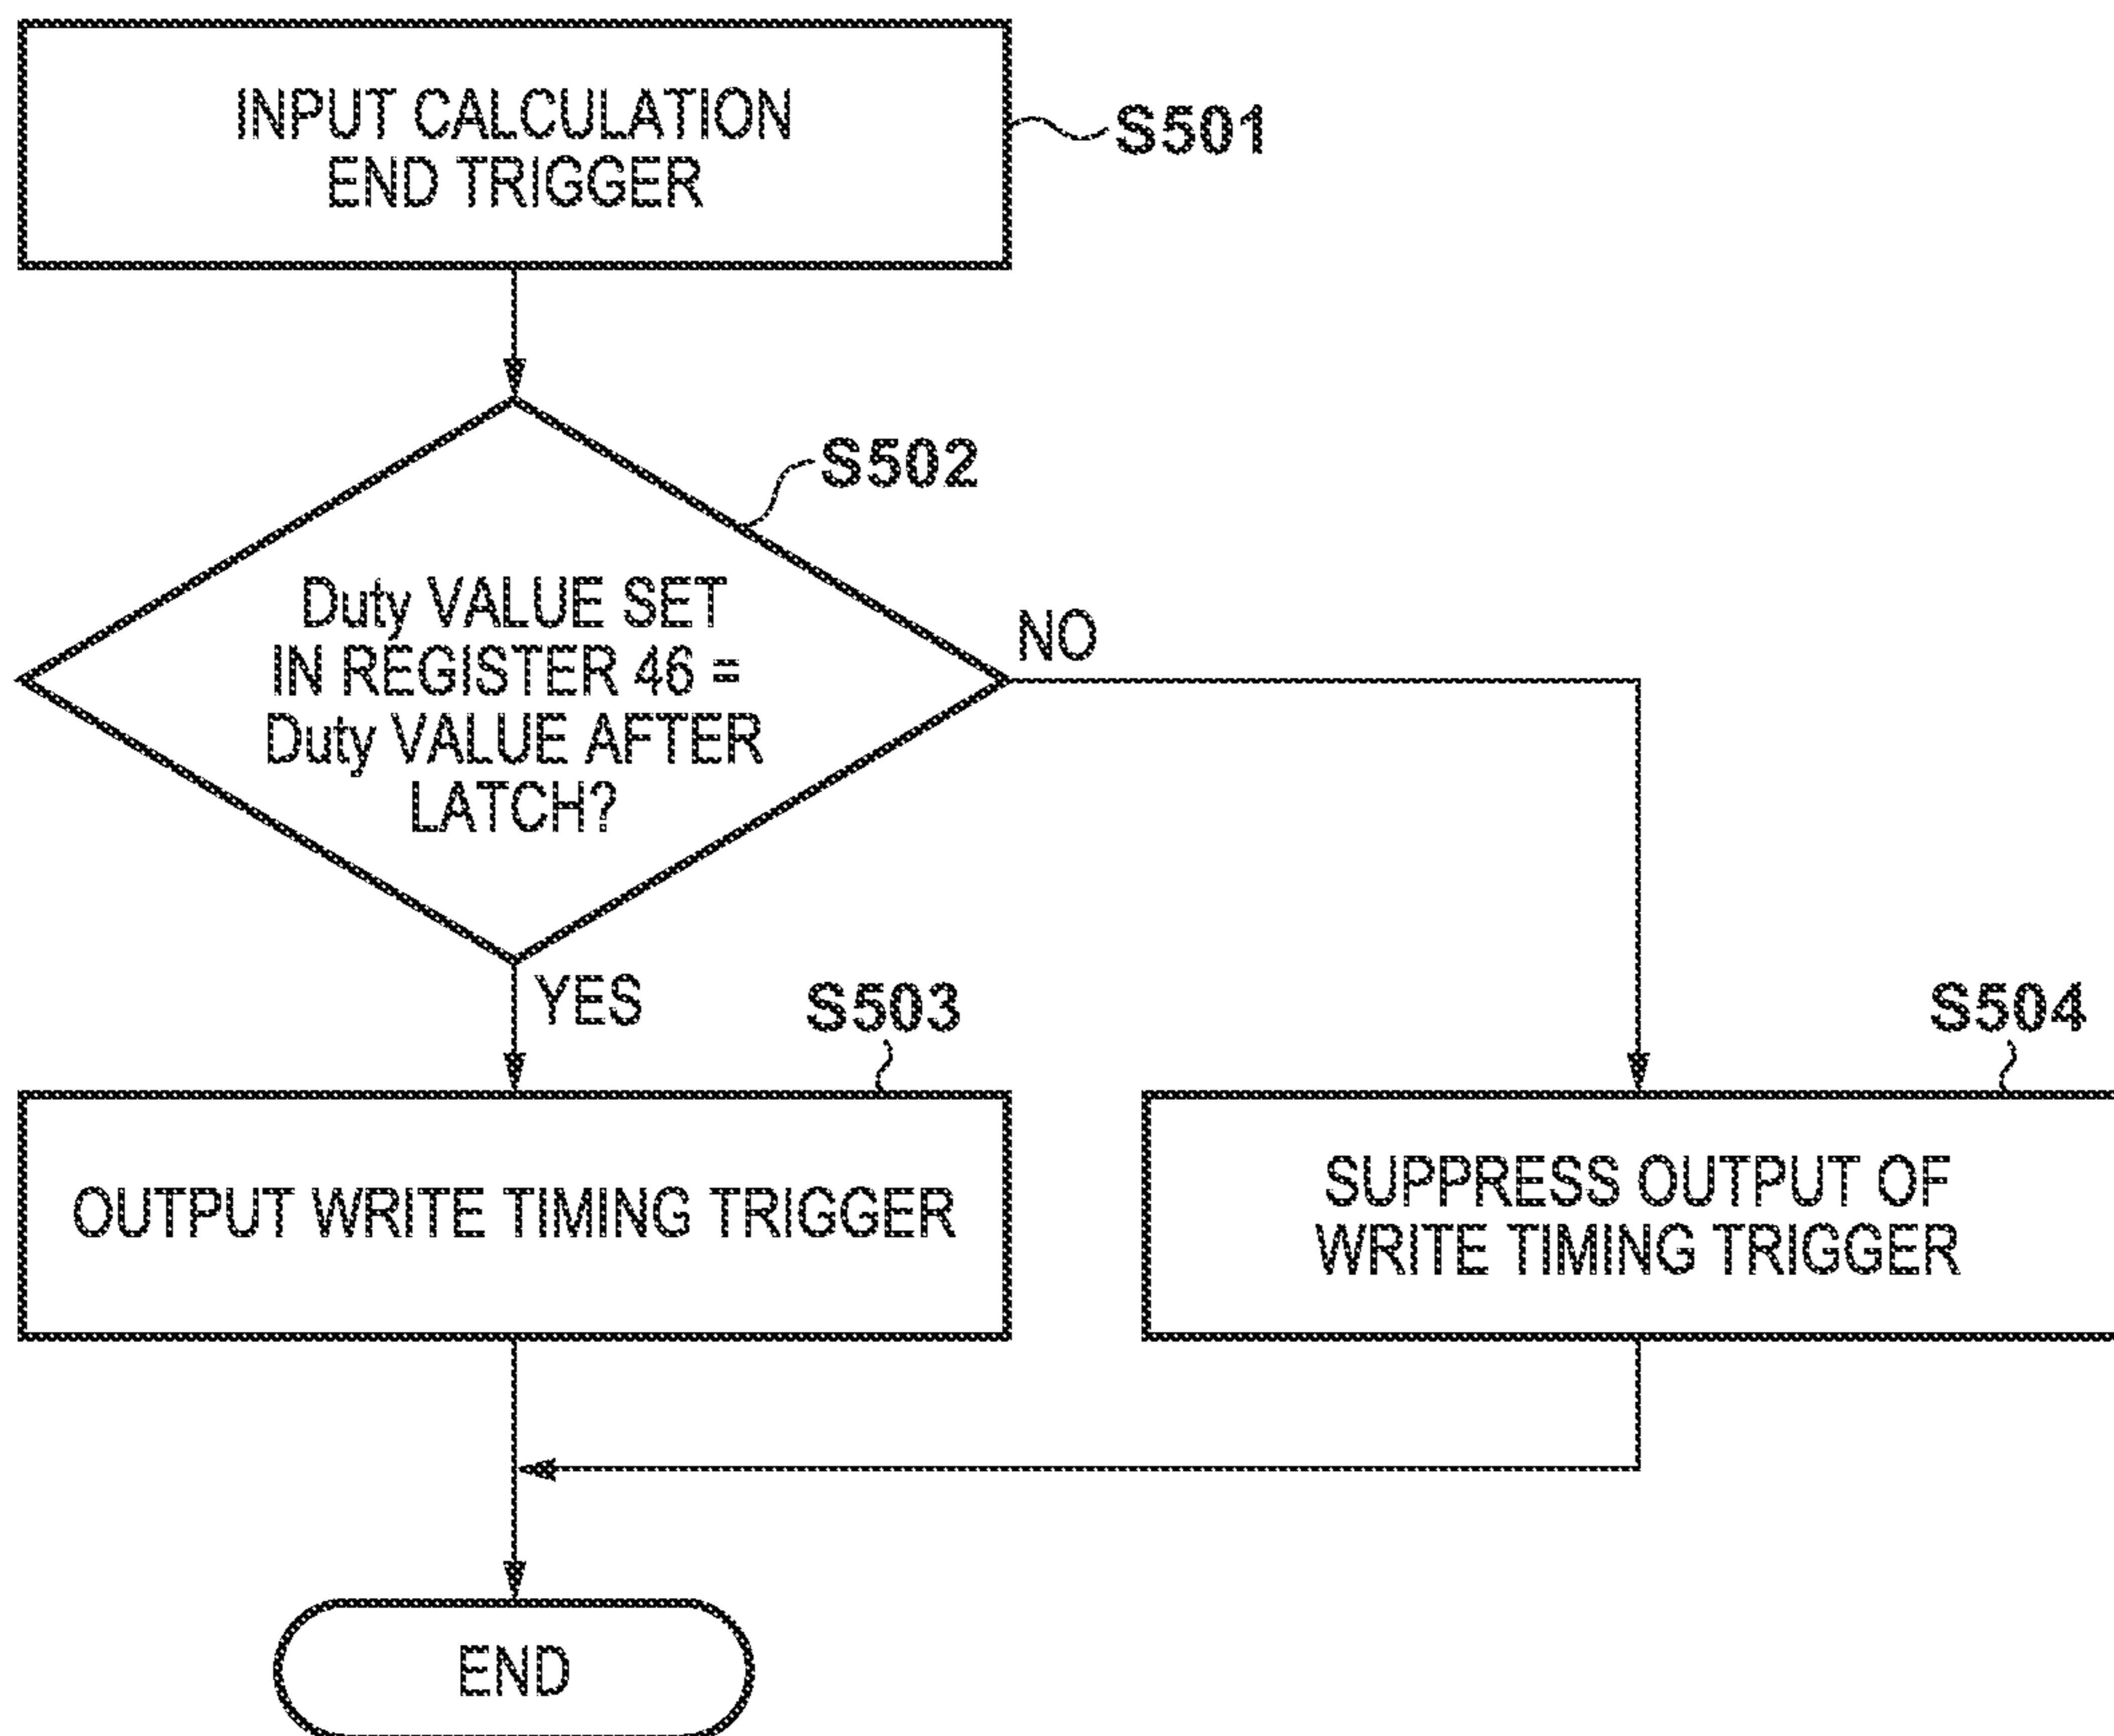 INPUT CALCULATION
END TRIGGER
S501
S502
Duty VALUE SET
IN REGISTER 46 =
Duty VALUE AFTER
LATCH?
NO
YES
S503
S504
OUTPUT WRITE TIMING TRIGGER
SUPPRESS OUTPUT OF
WRITE TIMING TRIGGER
END